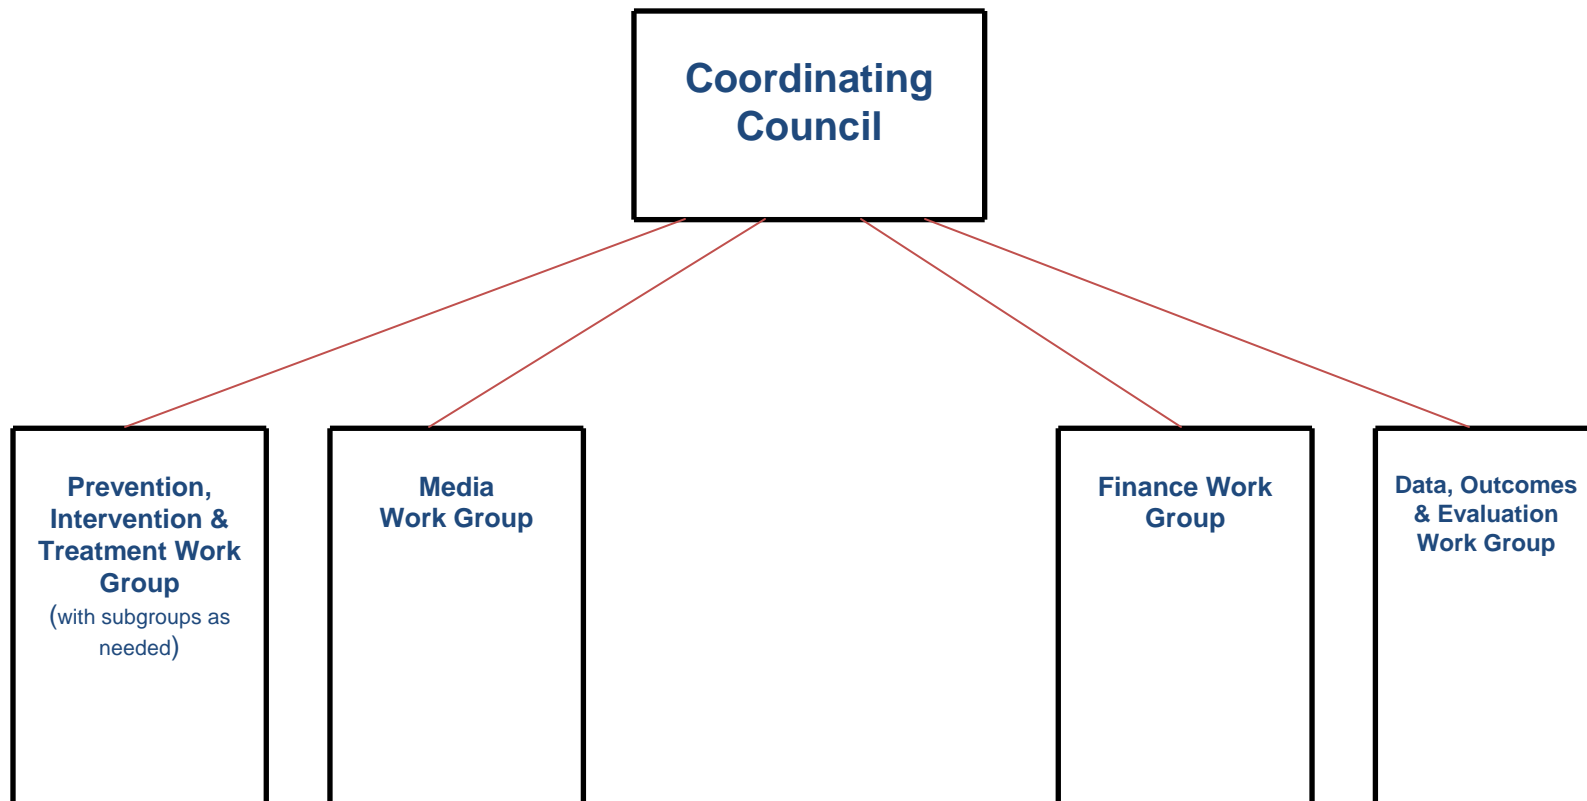 Coordinating
Council
Prevention,
Intervention &
Treatment Work
Group
(with subgroups as
needed)
Media
Work Group
Finance Work
Group
Data, Outcomes
& Evaluation
Work Group